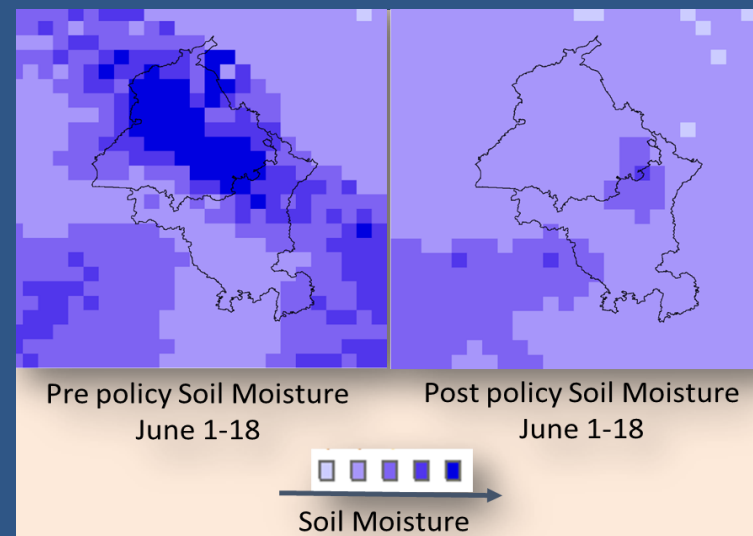 Pre policy Soil Moisture
June 1-18
Post policy Soil Moisture
June 1-18
Soil Moisture